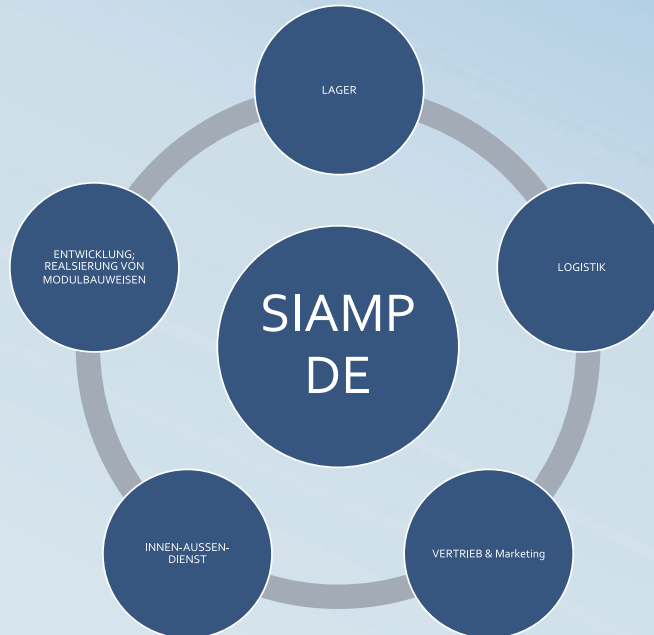 LAGER
LOGISTIK
VERTRIEB & Marketing
INNEN-AUSSEN-
DIENST
ENTWICKLUNG;
REALSIERUNG VON
MODULBAUWEISEN
SIAMP
DE